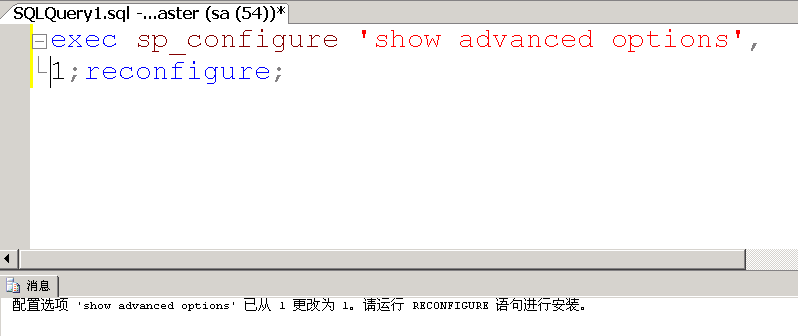 SQLQuery1.sql -...aster (sa (54))*
exec sp_configure 'show advanced options',
1;reconfigure;
消息
配置选项 'show advanced options' 已从 1 更改为 1。请运行 RECONFIGURE 语句进行安装。